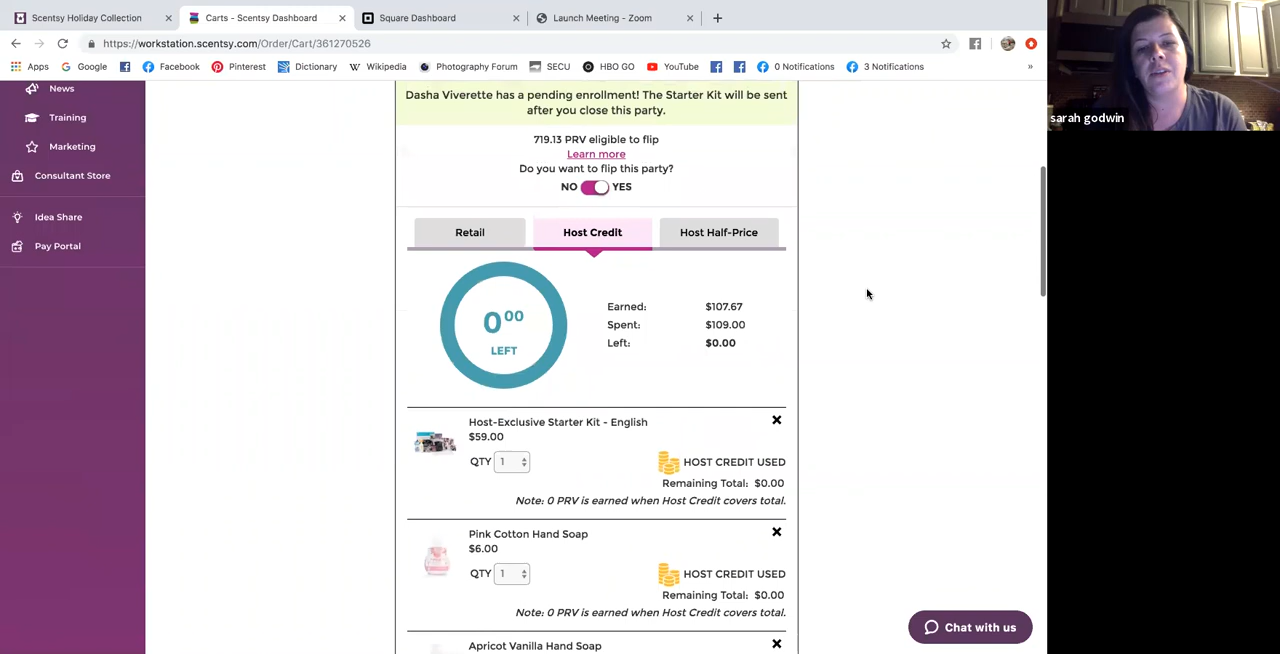 Scentsy Holiday Collection
Carts - Scentsy Dashboard
Square Dashboard
Launch Meeting - Zoom
https://workstation.scentsy.com/Order/Cart/361270526
Apps
Google
Facebook
Pinterest
Dictionary
Wikipedia
Photography Forum
SECU
HBO GO
YouTube
0 Notifications
3 Notifications
»
sarah godwin
News
Training
Marketing
Consultant Store
Idea Share
Pay Portal
Dasha Viverette has a pending enrollment! The Starter Kit will be sent
after you close this party.
719.13 PRV eligible to flip
Learn more
Do you want to flip this party?
NO YES
Retail
Host Credit
Host Half-Price
0 00
LEFT
Earned: $107.67
Spent: $109.00
Left: $0.00
Host-Exclusive Starter Kit - English
$59.00
QTY 1
HOST CREDIT USED
Remaining Total: $0.00
Note: 0 PRV is earned when Host Credit covers total.
Pink Cotton Hand Soap
$6.00
QTY 1
HOST CREDIT USED
Remaining Total: $0.00
Note: 0 PRV is earned when Host Credit covers total.
Apricot Vanilla Hand Soap
Chat with us